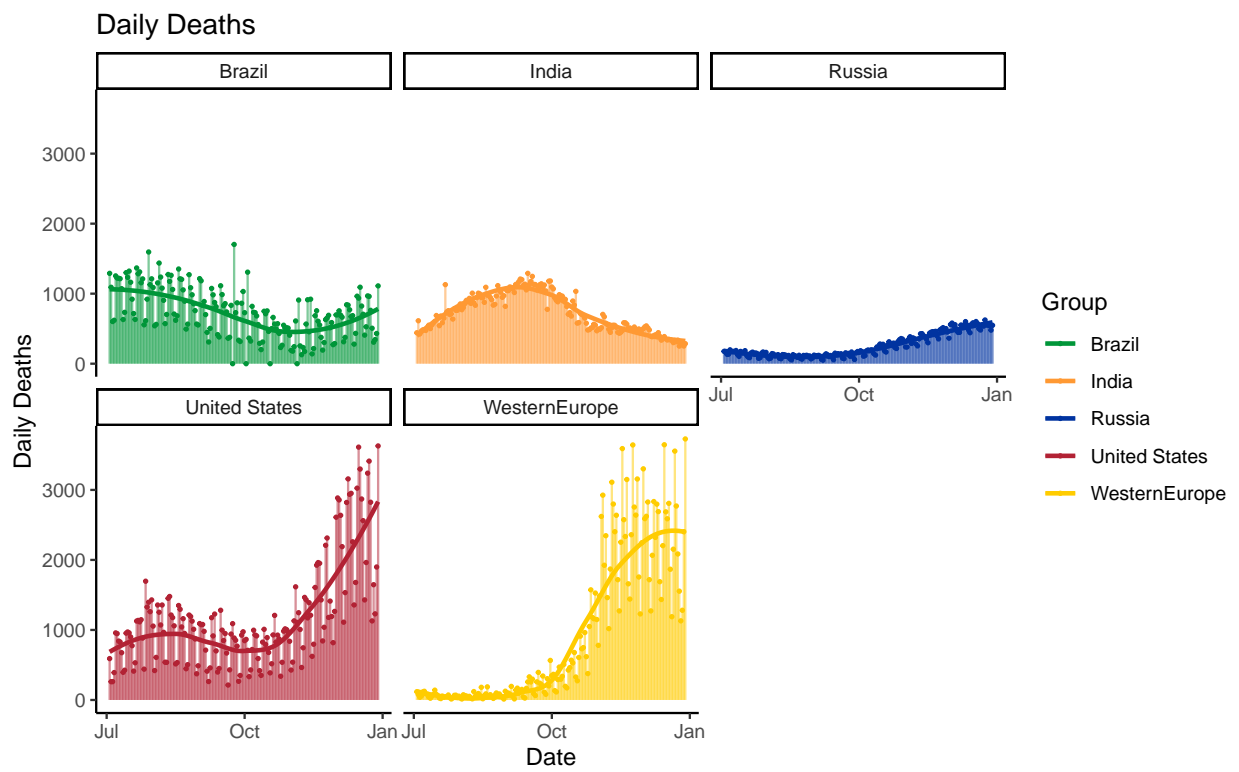 Daily Deaths
Brazil
India
Russia
3000
2000
1000
0
Jul
Oct
Jan
United States
WesternEurope
3000
2000
1000
0
Jul
Oct
Jan
Jul
Oct
Jan
Date
Daily Deaths
Group
Brazil
India
Russia
United States
WesternEurope